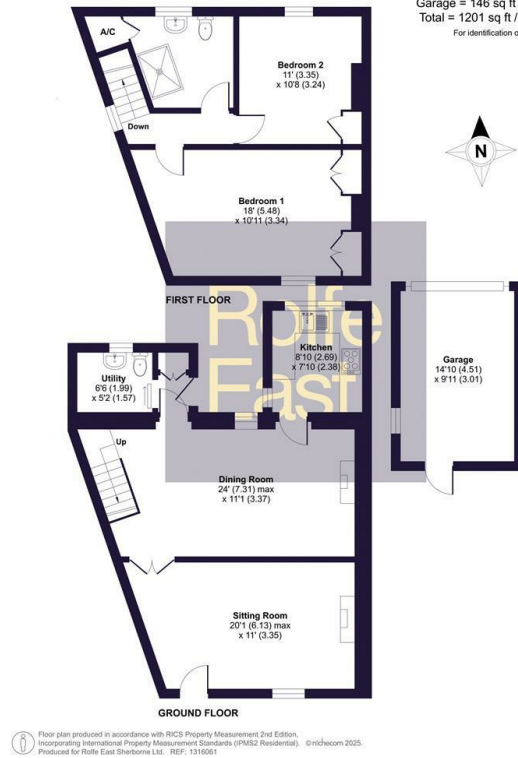 Garage = 146 sq ft
Total = 1201 sq ft /
For identification o
A/C
Bedroom 2
11' (3.35)
x 10'8 (3.24)
Down
N
Bedroom 1
18' (5.48)
x 10'11 (3.34)
FIRST FLOOR
Rolfe
East
Kitchen
8'10 (2.69)
x 7'10 (2.38)
Garage
14'10 (4.51)
x 9'11 (3.01)
Utility
6'6 (1.99)
x 5'2 (1.57)
Up
Dining Room
24' (7.31) max
x 11'1 (3.37)
Sitting Room
20'1 (6.13) max
x 11' (3.35)
GROUND FLOOR
Floor plan produced in accordance with RICS Property Measurement 2nd Edition,
Incorporating International Property Measurement Standards (IPMS2 Residential). ©nichecom 2025.
Produced for Rolfe East Sherborne Ltd. REF: 1316061